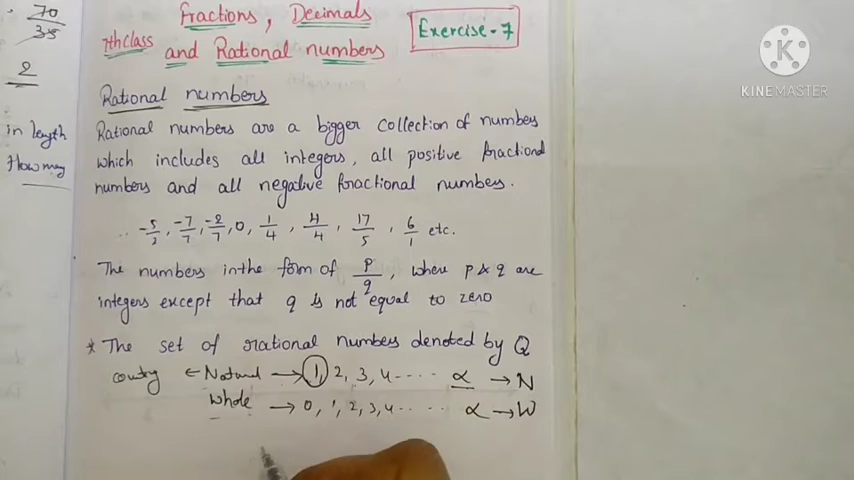 70
35
2
in length
How many
Fractions, Decimals
7th class and Rational numbers
Exercise-7
KINEMASTER
Rational numbers
Rational numbers are a bigger collection of numbers
which includes all integers, all positive fractional
numbers and all negative fractional numbers.
.. -5/2, -7/7, -2/7, 0, 1/4, 4/4, 17/5, 6/1 etc.
The numbers in the form of p/q, where p & q are
integers except that q is not equal to zero
* The set of rational numbers denoted by Q
← Natural → 1, 2, 3, 4 ---- α → N
Whole → 0, 1, 2, 3, 4 .... α → W